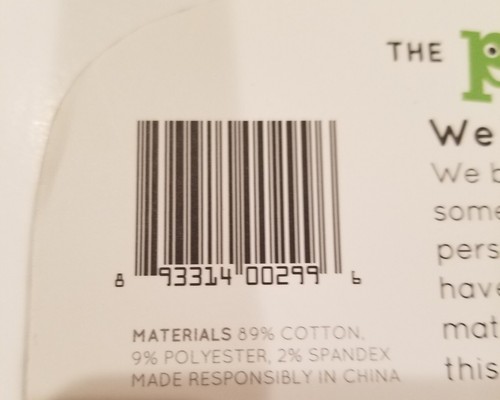 THE p
We
We b
some
pers
have
mat
this
8 93314 00299 6
MATERIALS 89% COTTON,
9% POLYESTER, 2% SPANDEX
MADE RESPONSIBLY IN CHINA